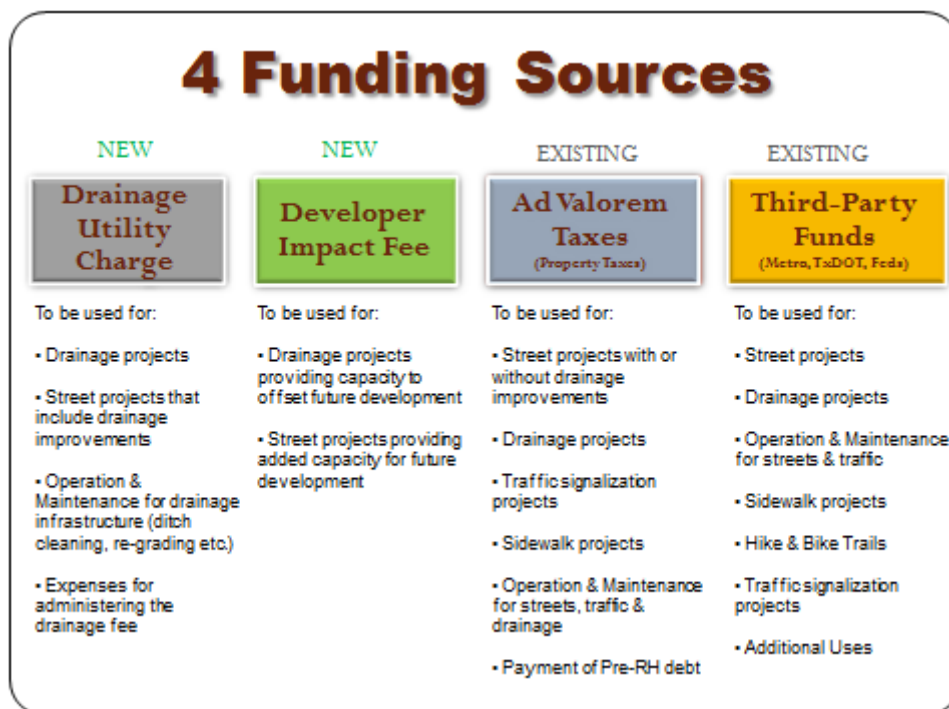 4 Funding Sources
NEW
Drainage
Utility
Charge
To be used for:
▪ Drainage projects
▪ Street projects that
include drainage
improvements
▪ Operation &
Maintenance for drainage
infrastructure (ditch
cleaning, re-grading etc.)
▪ Expenses for
administering the
drainage fee
NEW
Developer
Impact Fee
To be used for:
▪ Drainage projects
providing capacity to
offset future development
▪ Street projects providing
added capacity for future
development
EXISTING
Ad Valorem
Taxes
(Property Taxes)
To be used for:
▪ Street projects with or
without drainage
improvements
▪ Drainage projects
▪ Traffic signalization
projects
▪ Sidewalk projects
▪ Operation & Maintenance
for streets, traffic &
drainage
▪ Payment of Pre-RH debt
EXISTING
Third-Party
Funds
(Metro, TxDOT, Feds)
To be used for:
▪ Street projects
▪ Drainage projects
▪ Operation & Maintenance
for streets & traffic
▪ Sidewalk projects
▪ Hike & Bike Trails
▪ Traffic signalization
projects
▪ Additional Uses